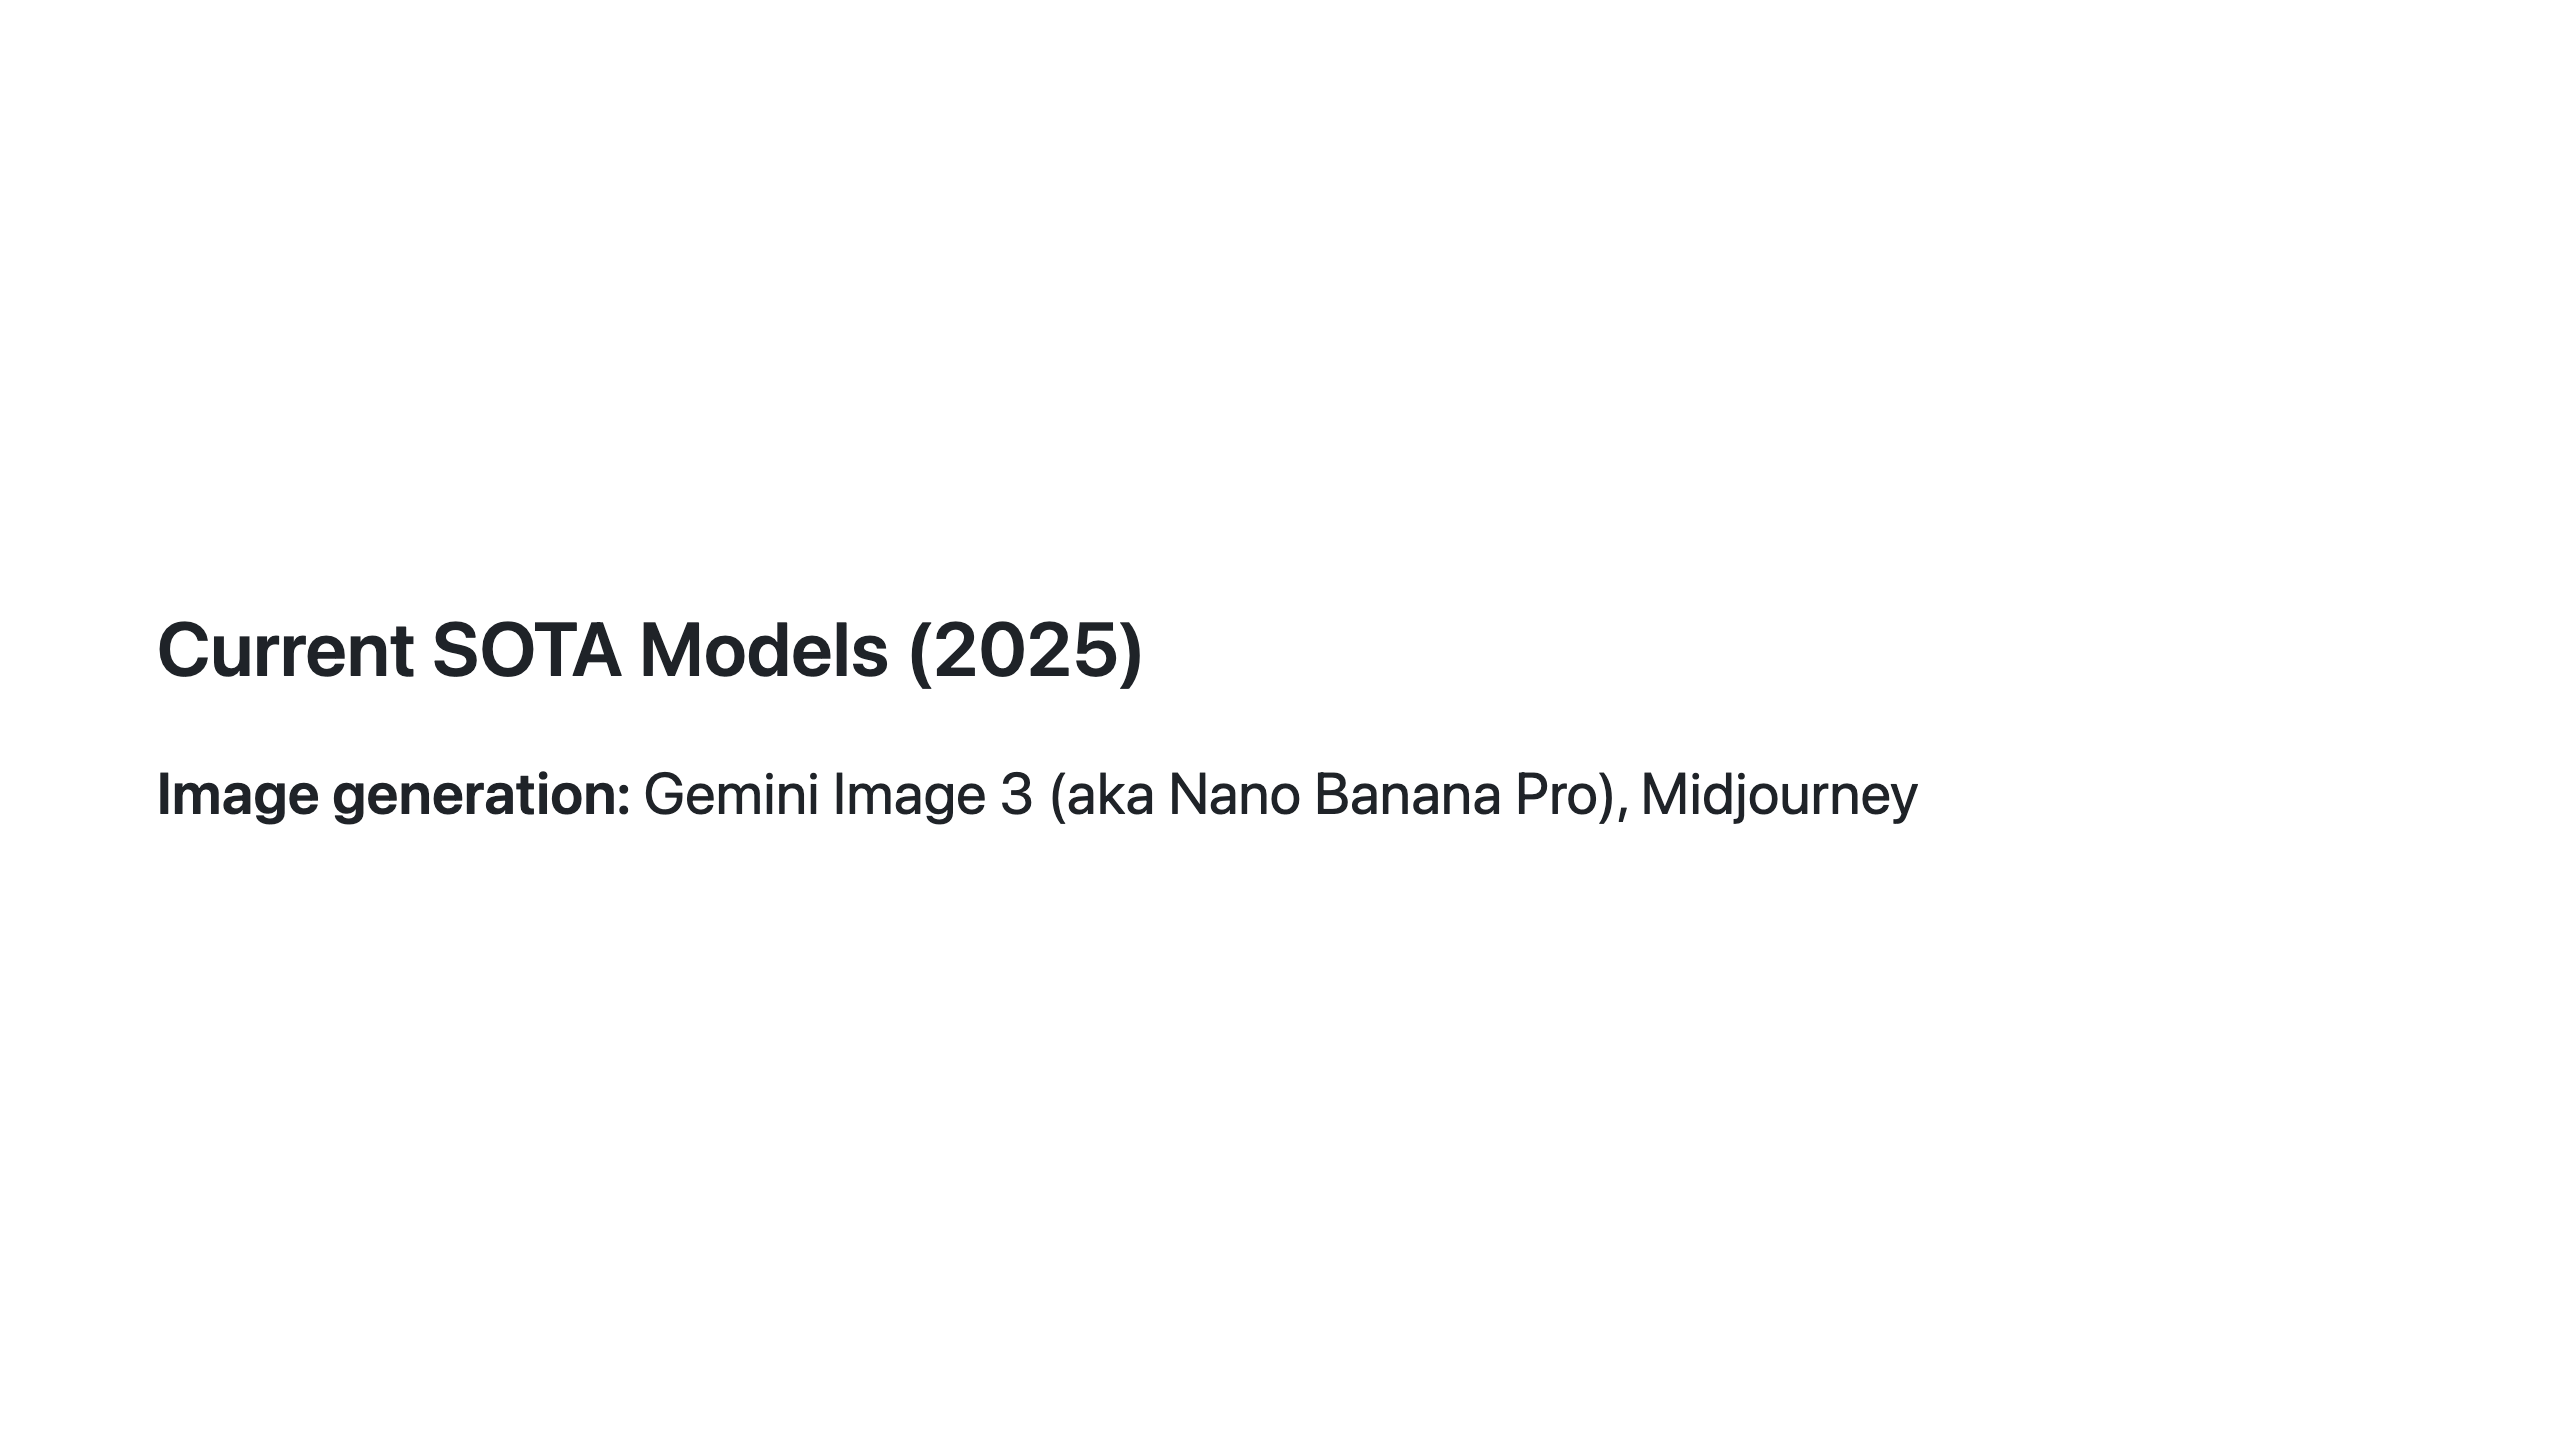 Current SOTA Models (2025)
Image generation: Gemini Image 3 (aka Nano Banana Pro), Midjourney